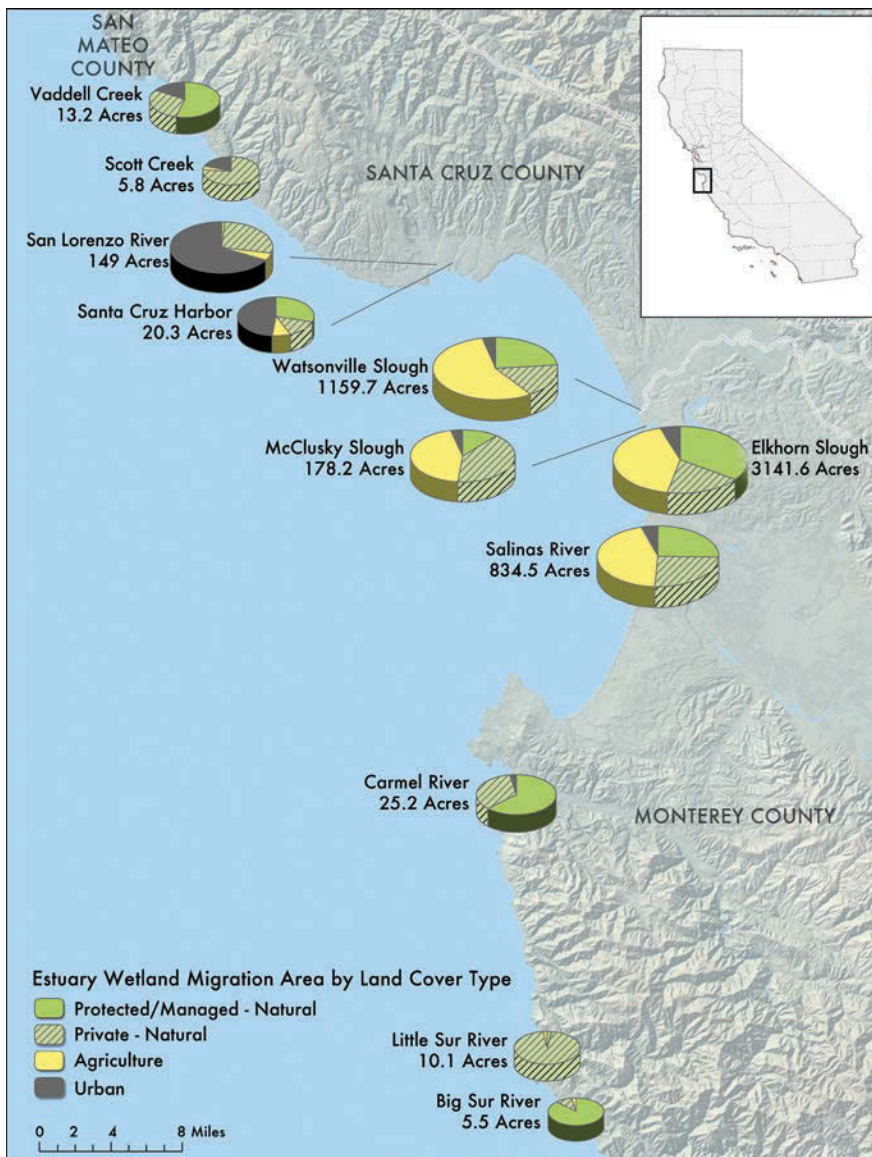 SAN
MATEO
COUNTY
Vaddell Creek
13.2 Acres
Scott Creek
5.8 Acres
SANTA CRUZ COUNTY
San Lorenzo River
149 Acres
Santa Cruz Harbor
20.3 Acres
Watsonville Slough
1159.7 Acres
McClusky Slough
178.2 Acres
Elkhorn Slough
3141.6 Acres
Salinas River
834.5 Acres
Carmel River
25.2 Acres
MONTEREY COUNTY
Estuary Wetland Migration Area by Land Cover Type
Protected/Managed - Natural
Private - Natural
Agriculture
Urban
Little Sur River
10.1 Acres
Big Sur River
5.5 Acres
0 2 4 8 Miles